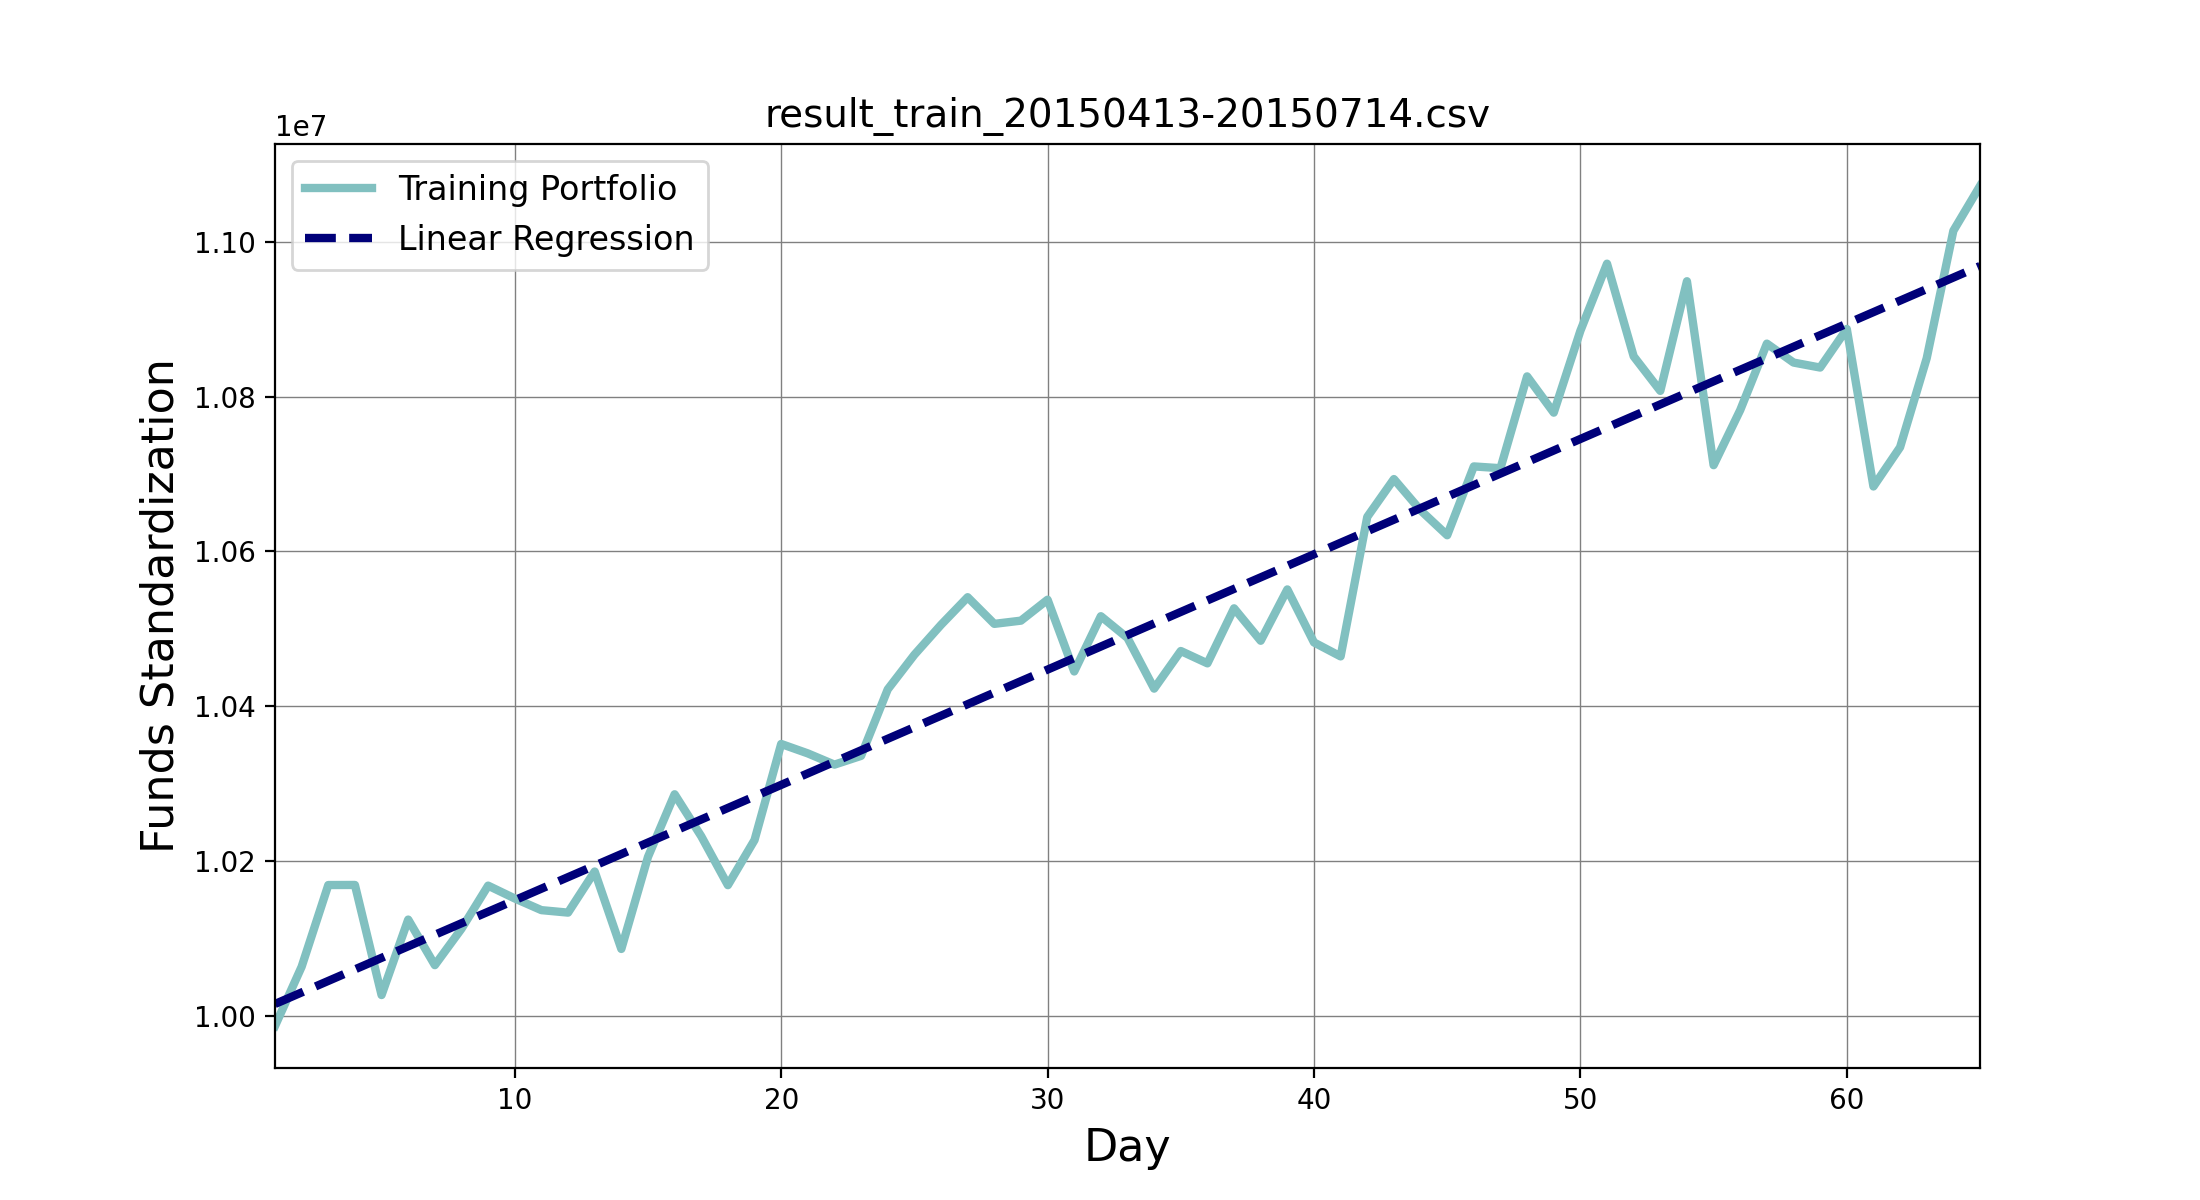 result_train_20150413-20150714.csv
1e7
Training Portfolio
Linear Regression
1.10
1.08
1.06
1.04
1.02
1.00
Funds Standardization
10 20 30 40 50 60
Day